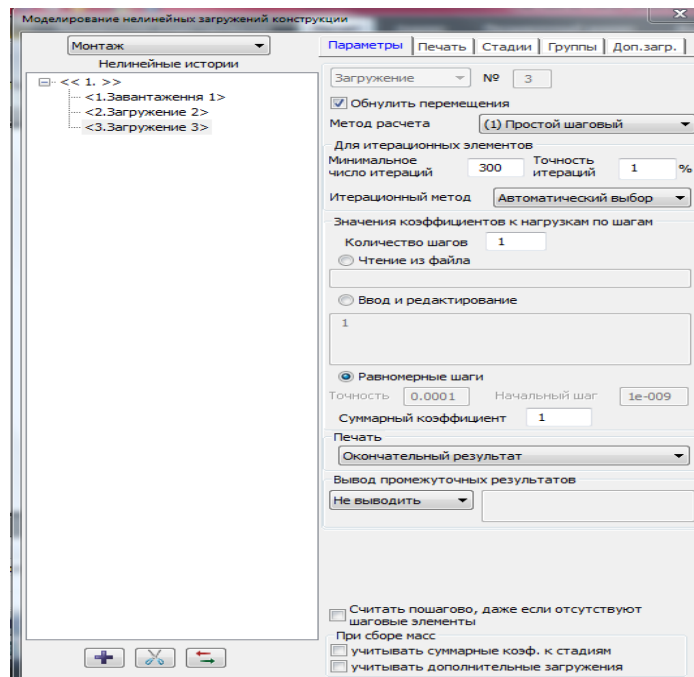 Моделирование нелинейных загружений конструкции
Монтаж
Нелинейные истории
<< 1. >>
<1.Завантаження 1>
<2.Загружение 2>
<3.Загружение 3>
Параметры Печать Стадии Группы Доп.загр.
Загружение № 3
Обнулить перемещения
Метод расчета (1) Простой шаговый
Для итерационных элементов
Минимальное число итераций 300 Точность итераций 1 %
Итерационный метод Автоматический выбор
Значения коэффициентов к нагрузкам по шагам
Количество шагов 1
Чтение из файла
Ввод и редактирование
1
Равномерные шаги
Точность 0.0001 Начальный шаг 1e-009
Суммарный коэффициент 1
Печать
Окончательный результат
Вывод промежуточных результатов
Не выводить
Считать пошагово, даже если отсутствуют
шаговые элементы
При сборе масс
учитывать суммарные коэф. к стадиям
учитывать дополнительные загружения